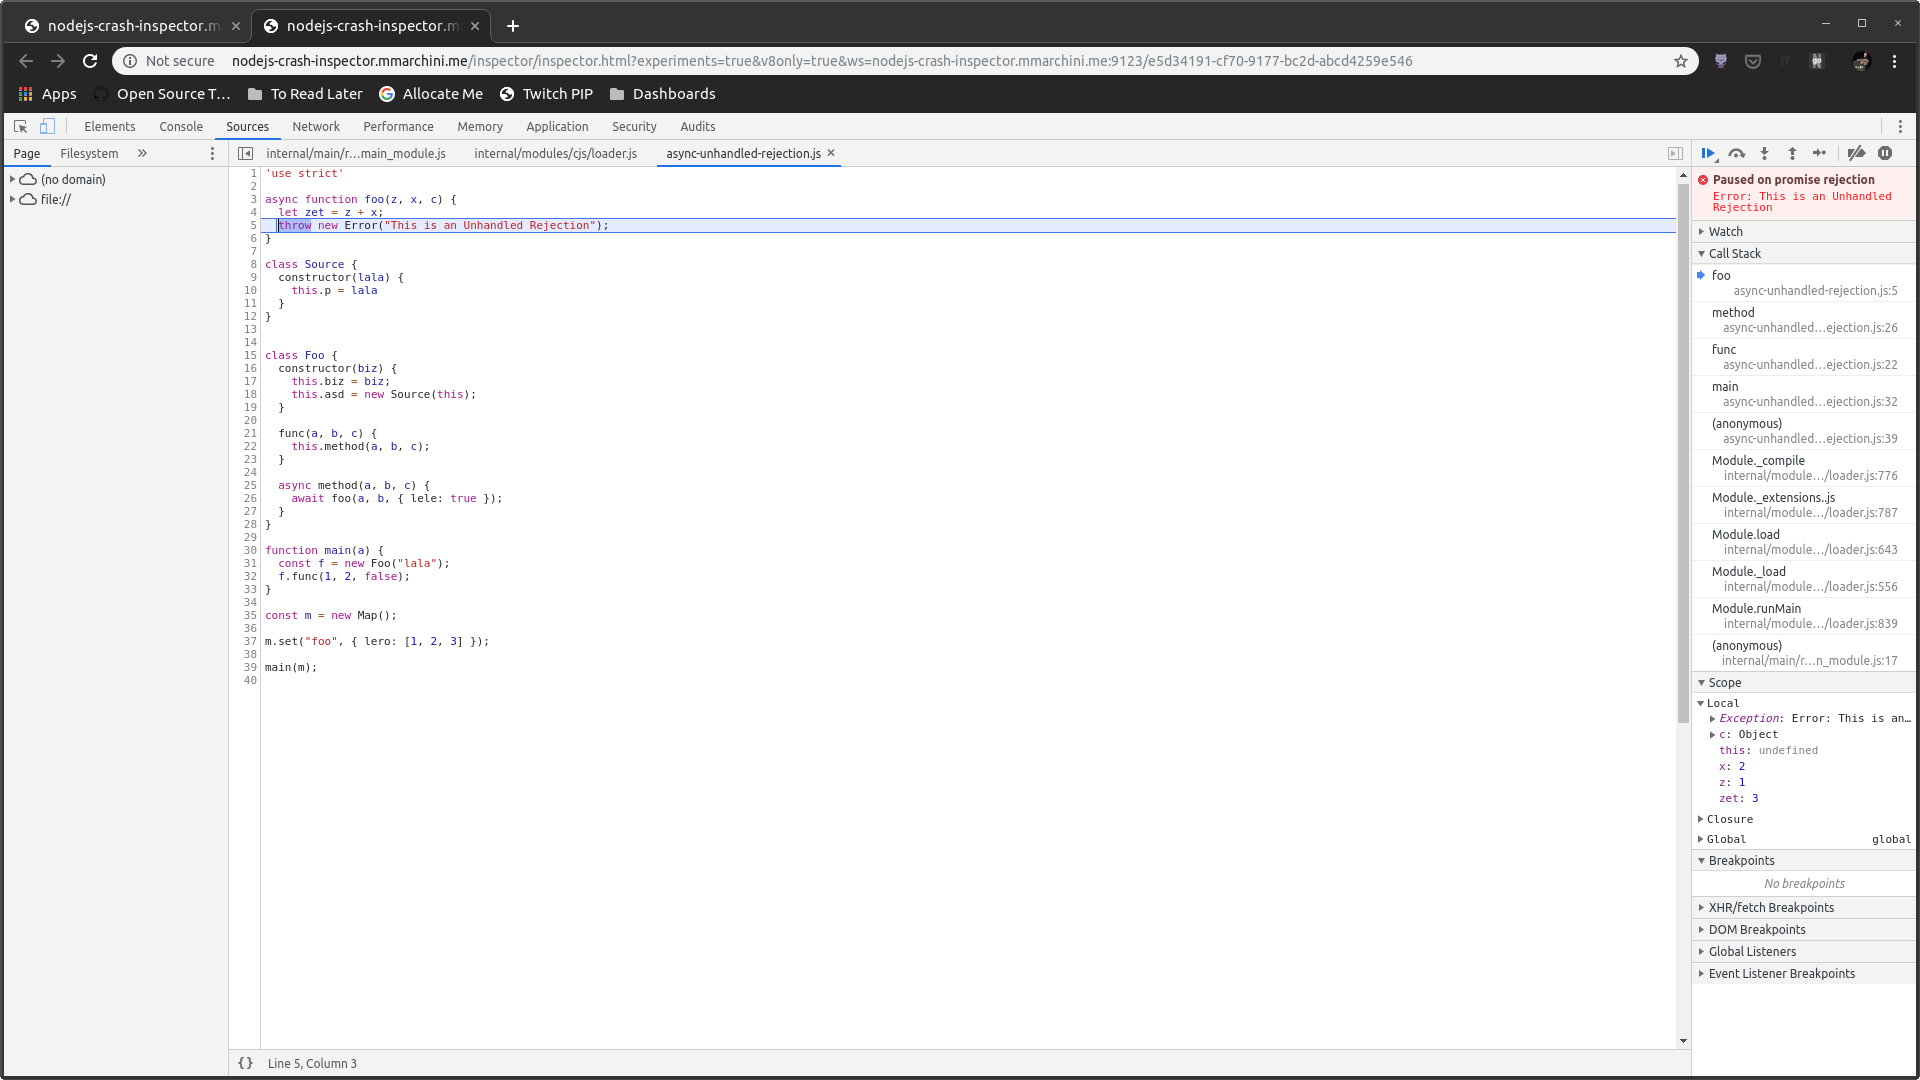 nodejs-crash-inspector.m
nodejs-crash-inspector.m
Not secure
nodejs-crash-inspector.mmarchini.me/inspector/inspector.html?experiments=true&v8only=true&ws=nodejs-crash-inspector.mmarchini.me:9123/e5d34191-cf70-9177-bc2d-abcd4259e546
Apps
Open Source T…
To Read Later
Allocate Me
Twitch PIP
Dashboards
Elements
Console
Sources
Network
Performance
Memory
Application
Security
Audits
Page
Filesystem
(no domain)
file://
internal/main/r…main_module.js
internal/modules/cjs/loader.js
async-unhandled-rejection.js
1 'use strict'
2
3 async function foo(z, x, c) {
4 let zet = z + x;
5 throw new Error("This is an Unhandled Rejection");
6 }
7
8 class Source {
9 constructor(lala) {
10 this.p = lala
11 }
12 }
13
14
15 class Foo {
16 constructor(biz) {
17 this.biz = biz;
18 this.asd = new Source(this);
19 }
20
21 func(a, b, c) {
22 this.method(a, b, c);
23 }
24
25 async method(a, b, c) {
26 await foo(a, b, { lele: true });
27 }
28 }
29
30 function main(a) {
31 const f = new Foo("lala");
32 f.func(1, 2, false);
33 }
34
35 const m = new Map();
36
37 m.set("foo", { lero: [1, 2, 3] });
38
39 main(m);
40
{} Line 5, Column 3
Paused on promise rejection
Error: This is an Unhandled
Rejection
Watch
Call Stack
foo
async-unhandled-rejection.js:5
method
async-unhandled…ejection.js:26
func
async-unhandled…ejection.js:22
main
async-unhandled…ejection.js:32
(anonymous)
async-unhandled…ejection.js:39
Module._compile
internal/module…/loader.js:776
Module._extensions..js
internal/module…/loader.js:787
Module.load
internal/module…/loader.js:643
Module._load
internal/module…/loader.js:556
Module.runMain
internal/module…/loader.js:839
(anonymous)
internal/main/r…n_module.js:17
Scope
Local
Exception: Error: This is an…
c: Object
this: undefined
x: 2
z: 1
zet: 3
Closure
Global global
Breakpoints
No breakpoints
XHR/fetch Breakpoints
DOM Breakpoints
Global Listeners
Event Listener Breakpoints